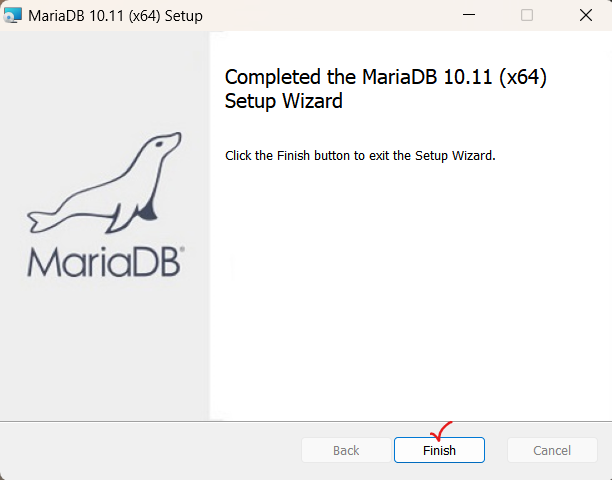 MariaDB 10.11 (x64) Setup
Completed the MariaDB 10.11 (x64)
Setup Wizard
Click the Finish button to exit the Setup Wizard.
MariaDB®
Back
Finish
Cancel